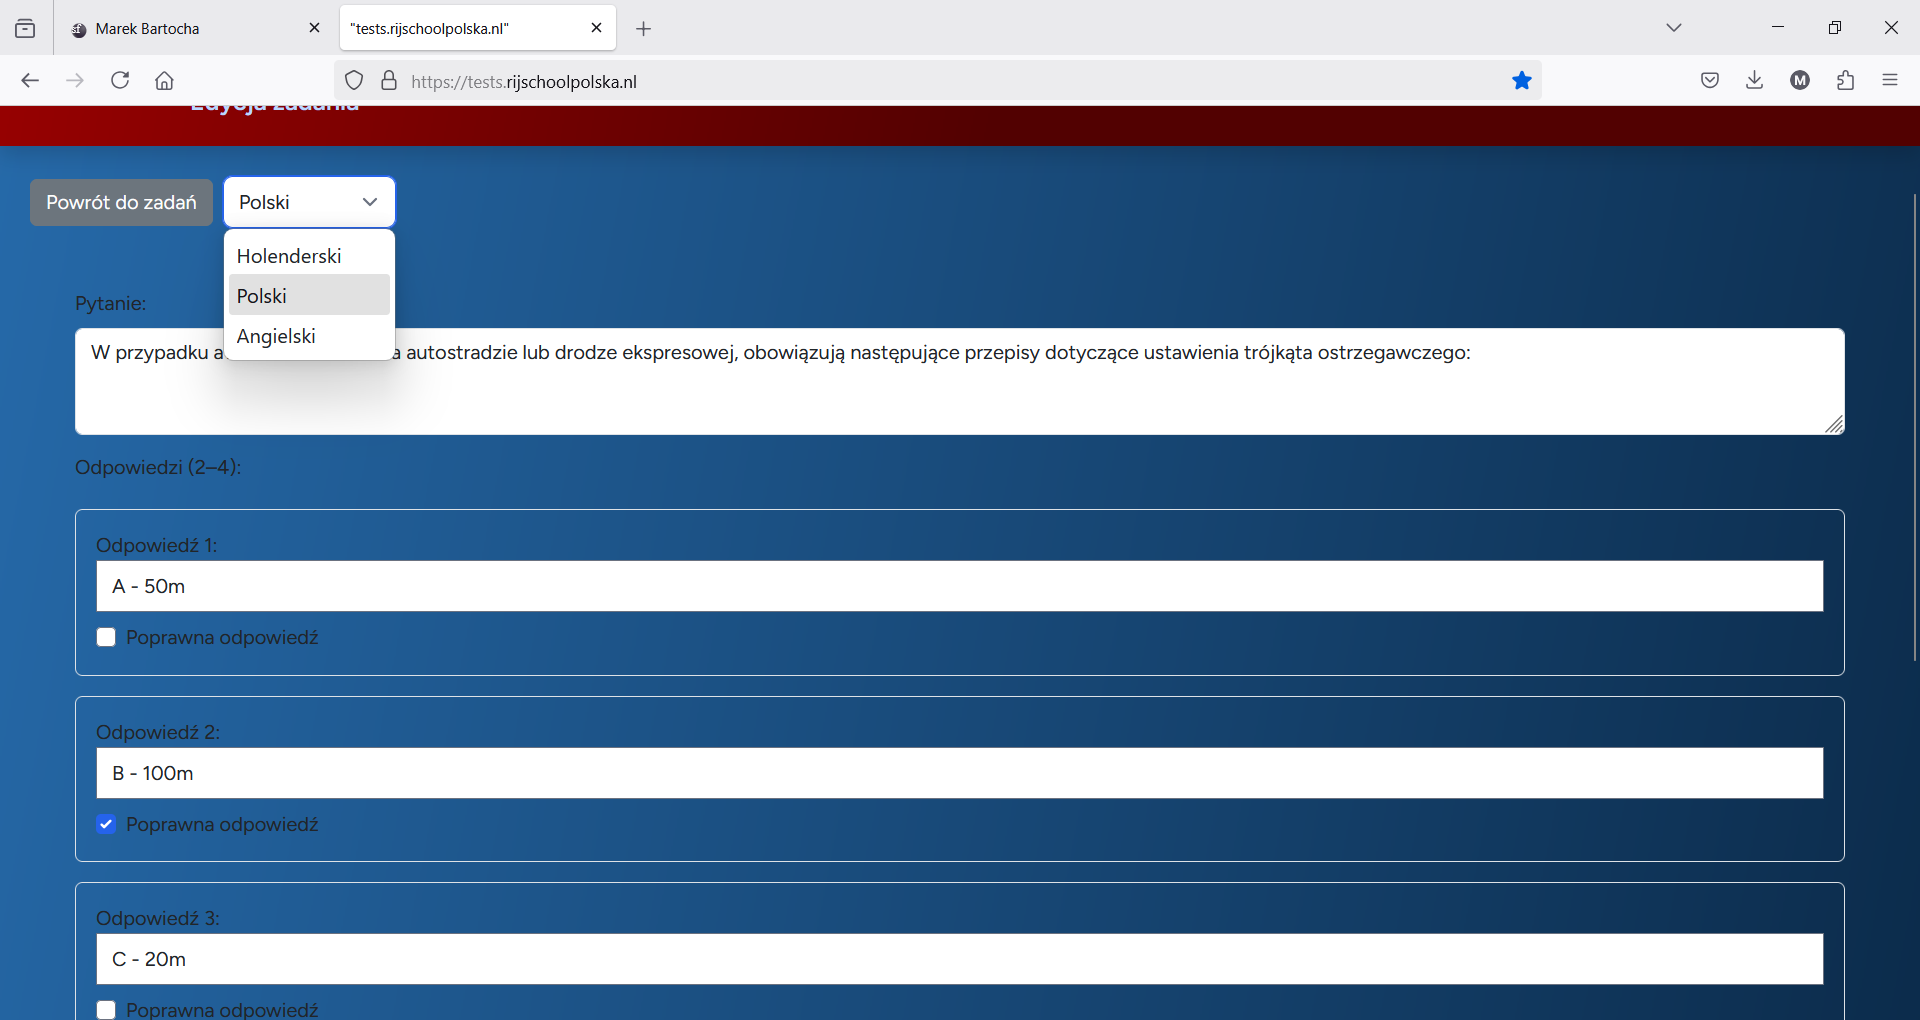 Marek Bartocha
"tests.rijschoolpolska.nl"
https://tests.rijschoolpolska.nl
M
Edycja zadania
Powrót do zadań
Polski
Holenderski
Polski
Angielski
Pytanie:
W przypadku a a autostradzie lub drodze ekspresowej, obowiązują następujące przepisy dotyczące ustawienia trójkąta ostrzegawczego:
Odpowiedzi (2–4):
Odpowiedź 1:
A - 50m
Poprawna odpowiedź
Odpowiedź 2:
B - 100m
Poprawna odpowiedź
Odpowiedź 3:
C - 20m
Poprawna odpowiedź